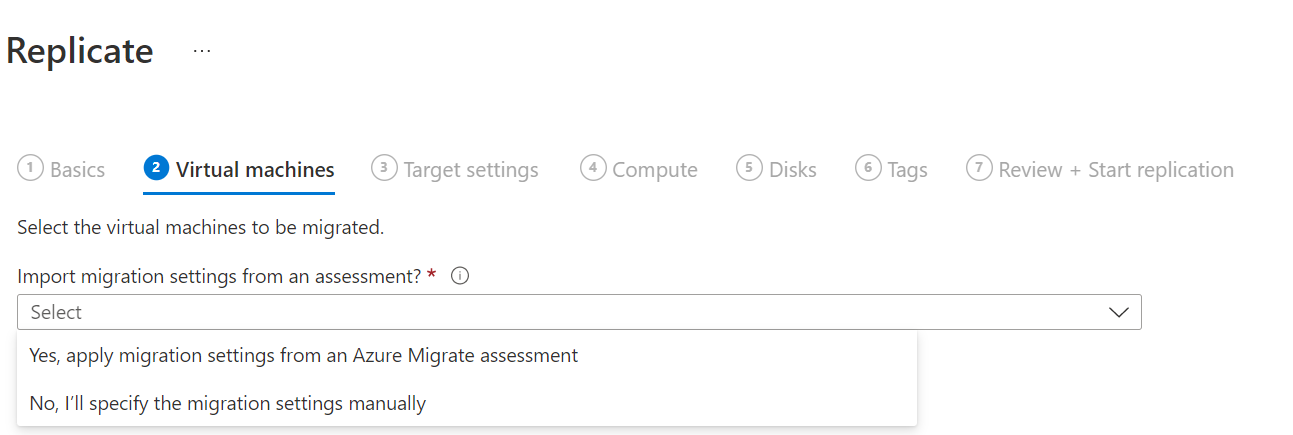 Replicate ...
1 Basics 2 Virtual machines 3 Target settings 4 Compute 5 Disks 6 Tags 7 Review + Start replication
Select the virtual machines to be migrated.
Import migration settings from an assessment? *
Select
Yes, apply migration settings from an Azure Migrate assessment
No, I’ll specify the migration settings manually